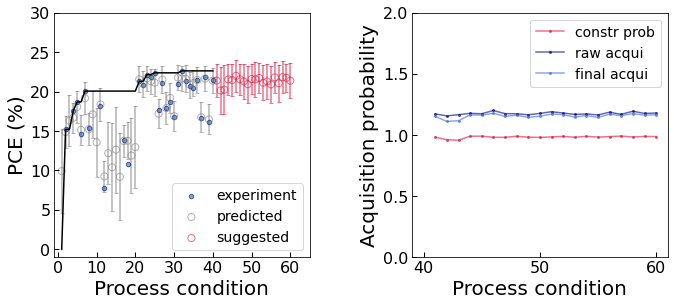 30
25
20
15
10
5
0
PCE (%)
experiment
predicted
suggested
0 10 20 30 40 50 60
Process condition
2.0
1.5
1.0
0.5
0.0
Acquisition probability
constr prob
raw acqui
final acqui
40 50 60
Process condition